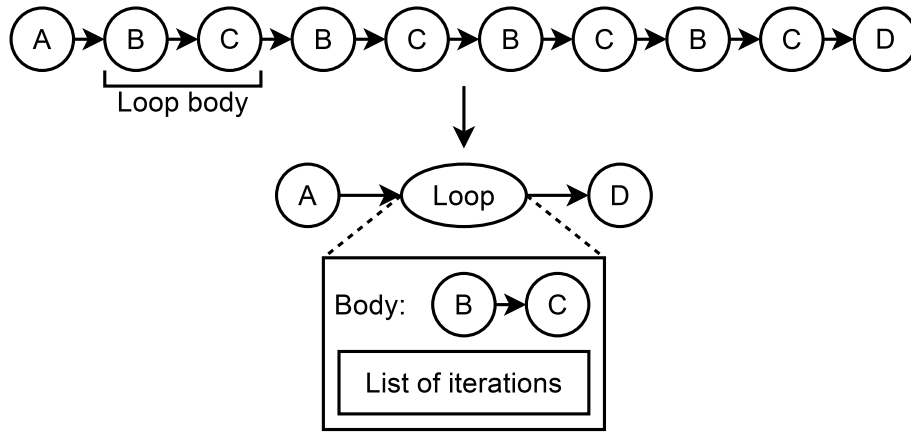 A B C B C B C B C D
Loop body
A Loop D
Body: B C
List of iterations